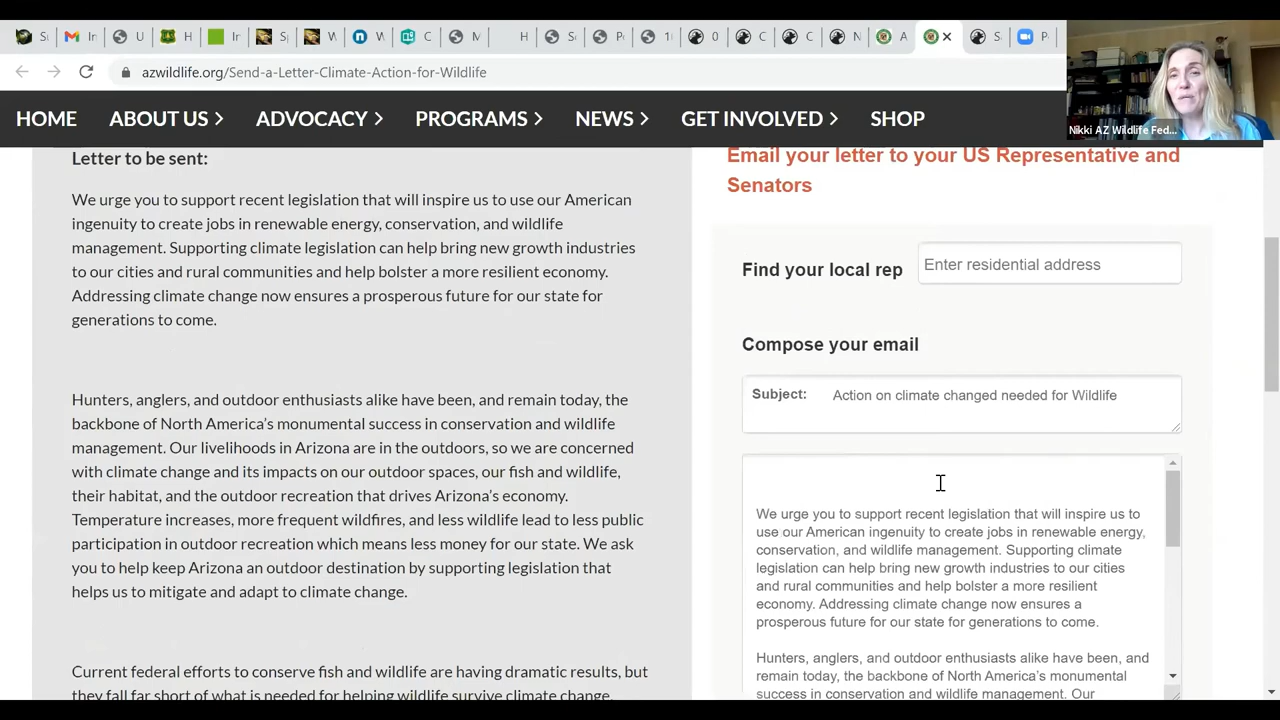 azwildlife.org/Send-a-Letter-Climate-Action-for-Wildlife
Nikki AZ Wildlife Fed...
HOME ABOUT US ADVOCACY PROGRAMS NEWS GET INVOLVED SHOP
Letter to be sent:
We urge you to support recent legislation that will inspire us to use our American
ingenuity to create jobs in renewable energy, conservation, and wildlife
management. Supporting climate legislation can help bring new growth industries
to our cities and rural communities and help bolster a more resilient economy.
Addressing climate change now ensures a prosperous future for our state for
generations to come.
Hunters, anglers, and outdoor enthusiasts alike have been, and remain today, the
backbone of North America's monumental success in conservation and wildlife
management. Our livelihoods in Arizona are in the outdoors, so we are concerned
with climate change and its impacts on our outdoor spaces, our fish and wildlife,
their habitat, and the outdoor recreation that drives Arizona's economy.
Temperature increases, more frequent wildfires, and less wildlife lead to less public
participation in outdoor recreation which means less money for our state. We ask
you to help keep Arizona an outdoor destination by supporting legislation that
helps us to mitigate and adapt to climate change.
Current federal efforts to conserve fish and wildlife are having dramatic results, but
they fall far short of what is needed for helping wildlife survive climate change.
Email your letter to your US Representative and
Senators
Find your local rep Enter residential address
Compose your email
Subject: Action on climate changed needed for Wildlife
We urge you to support recent legislation that will inspire us to
use our American ingenuity to create jobs in renewable energy,
conservation, and wildlife management. Supporting climate
legislation can help bring new growth industries to our cities
and rural communities and help bolster a more resilient
economy. Addressing climate change now ensures a
prosperous future for our state for generations to come.
Hunters, anglers, and outdoor enthusiasts alike have been, and
remain today, the backbone of North America's monumental
success in conservation and wildlife management. Our